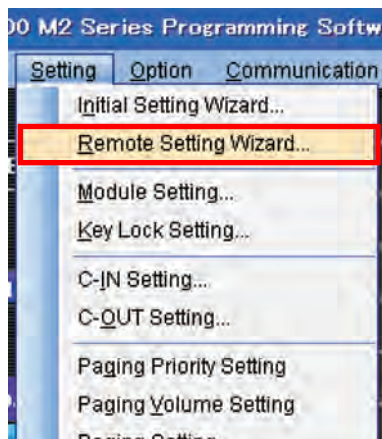 00 M2 Series Programming Softw
Setting Option Communication
Initial Setting Wizard...
Remote Setting Wizard...
Module Setting...
Key Lock Setting...
C-IN Setting...
C-OUT Setting...
Paging Priority Setting
Paging Volume Setting